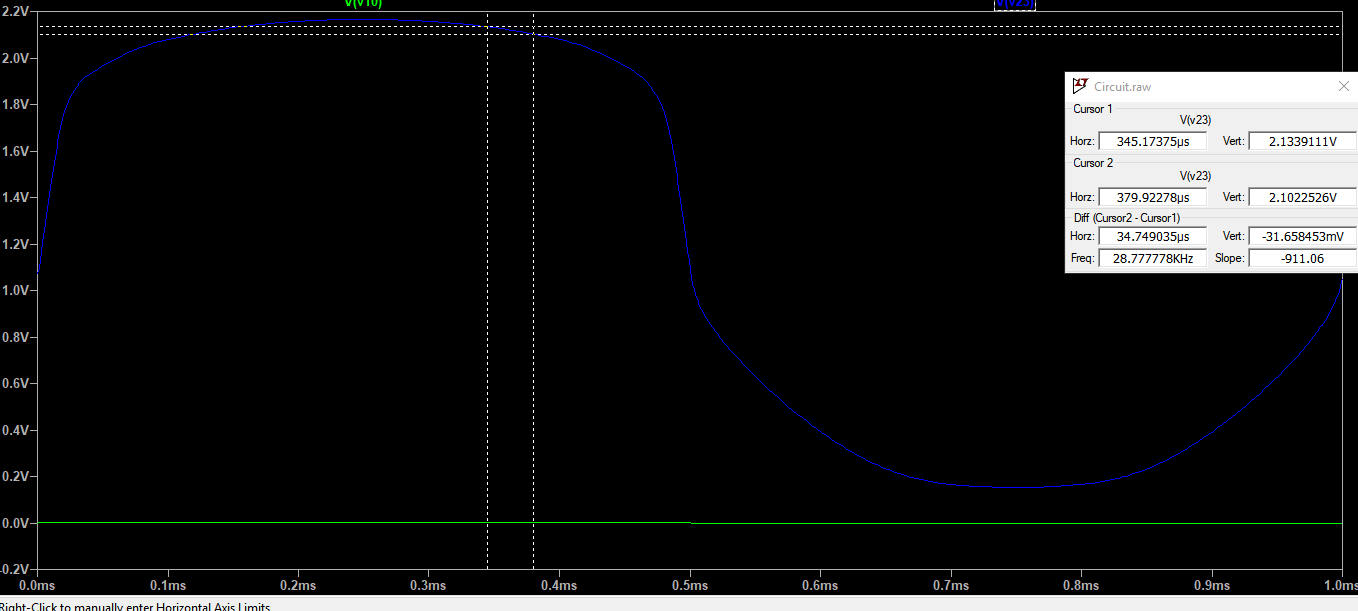 V(v10)
V(v23)
2.2V
2.0V
1.8V
1.6V
1.4V
1.2V
1.0V
0.8V
0.6V
0.4V
0.2V
0.0V
-0.2V
0.0ms 0.1ms 0.2ms 0.3ms 0.4ms 0.5ms 0.6ms 0.7ms 0.8ms 0.9ms 1.0ms
Circuit.raw
Cursor 1
V(v23)
Horz: 345.17375µs Vert: 2.1339111V
Cursor 2
V(v23)
Horz: 379.92278µs Vert: 2.1022526V
Diff (Cursor2 - Cursor1)
Horz: 34.749035µs Vert: -31.658453mV
Freq: 28.777778KHz Slope: -911.06
Right-Click to manually enter Horizontal Axis Limits